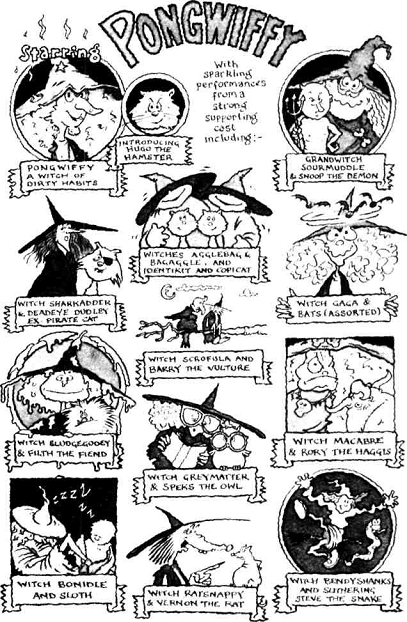 PONGWIFFY
Starring
With
sparkling
performances
from a
strong
supporting
cast
including:-
PONGWIFFY
A WITCH OF
DIRTY HABITS
INTRODUCING
HUGO THE
HAMSTER
GRANDWITCH
SOURMUDDLE
& SNOOP THE DEMON
WITCH SHARKADDER
& DEADEYE DUDLEY
EX PIRATE CAT
WITCHES AGGLEBAG &
BAGAGGLE, AND
IDENTIKIT AND COPICAT
WITCH GAGA &
BATS (ASSORTED)
WITCH SCROFULA AND
BARRY THE VULTURE
WITCH SLUDGEGOOEY
& FILTH THE FIEND
WITCH GREYMATTER
& SPEKS THE OWL
WITCH MACABRE
& RORY THE HAGGIS
ZZZZZ
WITCH BONIDLE
AND SLOTH
WITCH RATSNAPPY
& VERNON THE RAT
WITCH BENDYSHANKS
AND SLITHERING
STEVE THE SNAKE